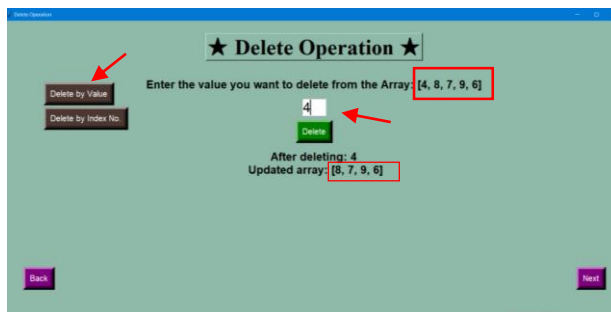 Delete Operation
★ Delete Operation ★
Delete by Value
Delete by Index No.
Enter the value you want to delete from the Array: [4, 8, 7, 9, 6]
4
Delete
After deleting: 4
Updated array: [8, 7, 9, 6]
Back
Next